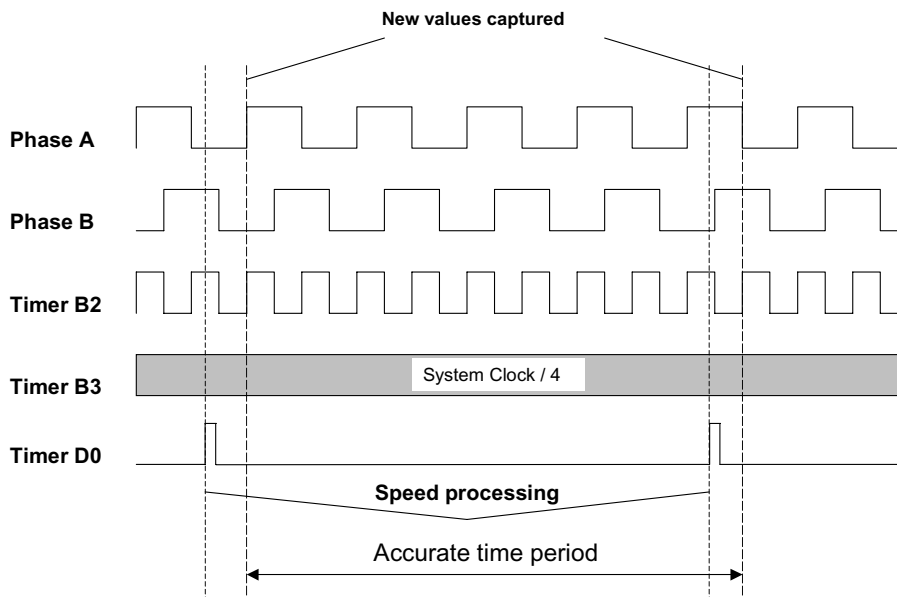 New values captured
Phase A
Phase B
Timer B2
Timer B3
System Clock / 4
Timer D0
Speed processing
Accurate time period